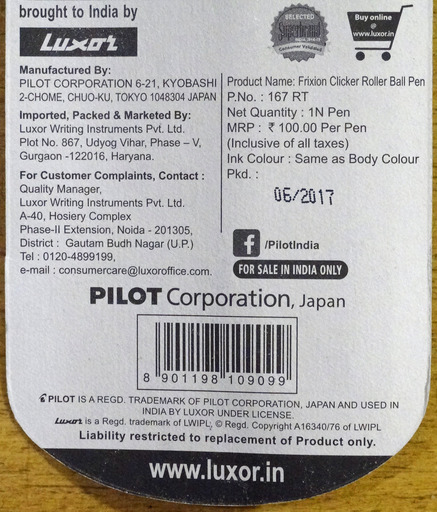 brought to India by
Luxor
SELECTED
Superbrand
Consumer Validated
Buy online
@
www.luxor.in
Manufactured By:
PILOT CORPORATION 6-21, KYOBASHI
2-CHOME, CHUO-KU, TOKYO 1048304 JAPAN
Imported, Packed & Marketed By:
Luxor Writing Instruments Pvt. Ltd.
Plot No. 867, Udyog Vihar, Phase – V,
Gurgaon -122016, Haryana.
For Customer Complaints, Contact :
Quality Manager,
Luxor Writing Instruments Pvt. Ltd.
A-40, Hosiery Complex
Phase-II Extension, Noida - 201305,
District : Gautam Budh Nagar (U.P.)
Tel : 0120-4899199,
e-mail : consumercare@luxoroffice.com.
Product Name: Frixion Clicker Roller Ball Pen
P.No. : 167 RT
Net Quantity : 1N Pen
MRP : ₹ 100.00 Per Pen
(Inclusive of all taxes)
Ink Colour : Same as Body Colour
Pkd. :
06/2017
f /PilotIndia
FOR SALE IN INDIA ONLY
PILOT Corporation, Japan
8 901198 109099
PILOT IS A REGD. TRADEMARK OF PILOT CORPORATION, JAPAN AND USED IN
INDIA BY LUXOR UNDER LICENSE.
Luxor is a Regd. trademark of LWIPL, © Regd. Copyright A16340/76 of LWIPL
Liability restricted to replacement of Product only.
www.luxor.in